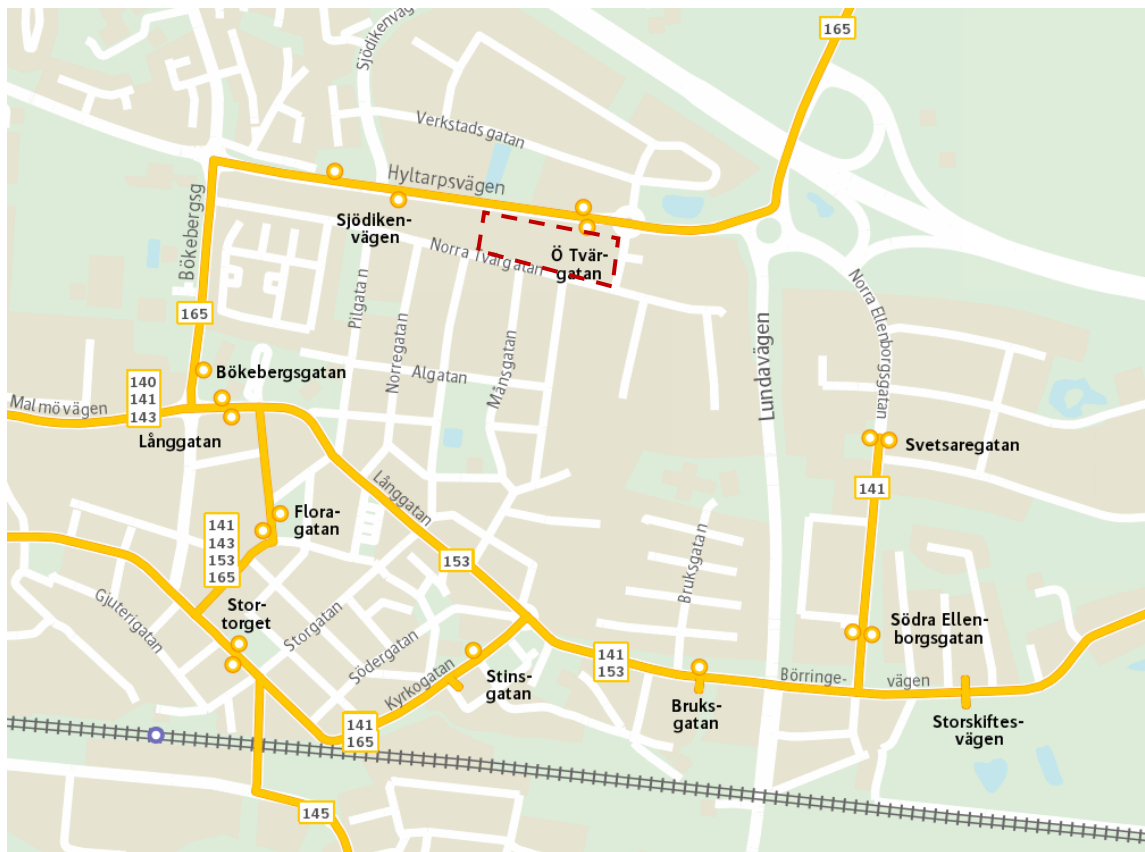 Sjödikenväg
165
Verkstadsgatan
Hyltarpsvägen
Bökebergsg
Sjödiken-
vägen
Norra Tvärgatan
Ö Tvär-
gatan
Norra Ellenborgsgatan
Pilgatan
165
Norregatan
Månsgatan
Lundavägen
Bökebergsgatan
Algatan
140
141
143
Malmövägen
Långgatan
Svetsaregatan
Långgatan
141
Flora-
gatan
141
143
153
165
Bruksgatan
153
Gjuterigatan
Stor-
torget
Storgatan
Södergatan
Södra Ellen-
borgsgatan
Kyrkogatan
Stins-
gatan
141
153
Börringe-
vägen
Bruks-
gatan
Storskiftes-
vägen
141
165
145